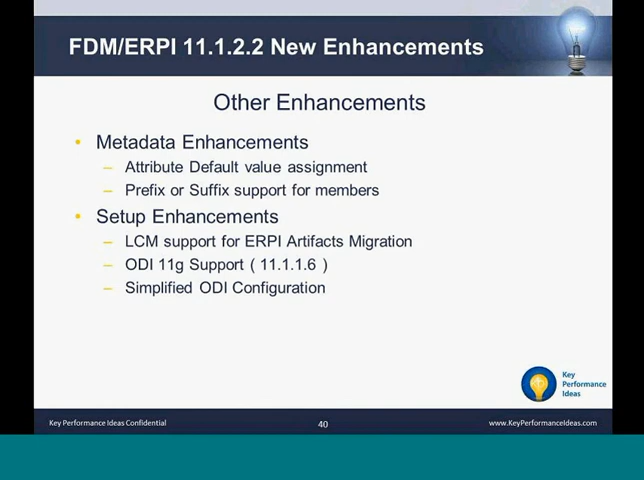 FDM/ERPI 11.1.2.2 New Enhancements
Other Enhancements
• Metadata Enhancements
– Attribute Default value assignment
– Prefix or Suffix support for members
• Setup Enhancements
– LCM support for ERPI Artifacts Migration
– ODI 11g Support ( 11.1.1.6 )
– Simplified ODI Configuration
Key
Performance
Ideas
Key Performance Ideas Confidential
40
www.KeyPerformanceIdeas.com